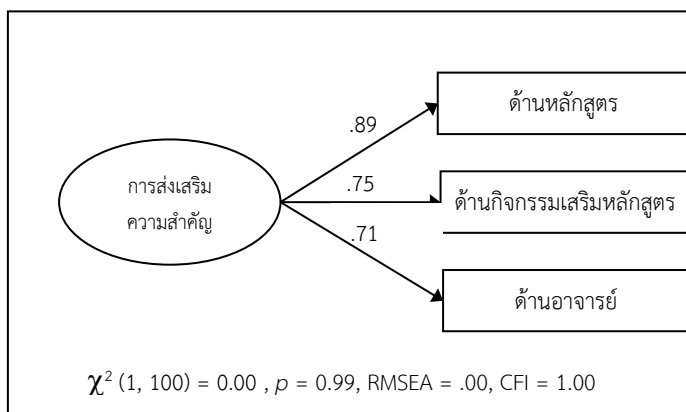 ด้านหลักสูตร
.89
การส่งเสริม
ความสำคัญ
.75
ด้านกิจกรรมเสริมหลักสูตร
.71
ด้านอาจารย์
χ² (1, 100) = 0.00 , p = 0.99, RMSEA = .00, CFI = 1.00